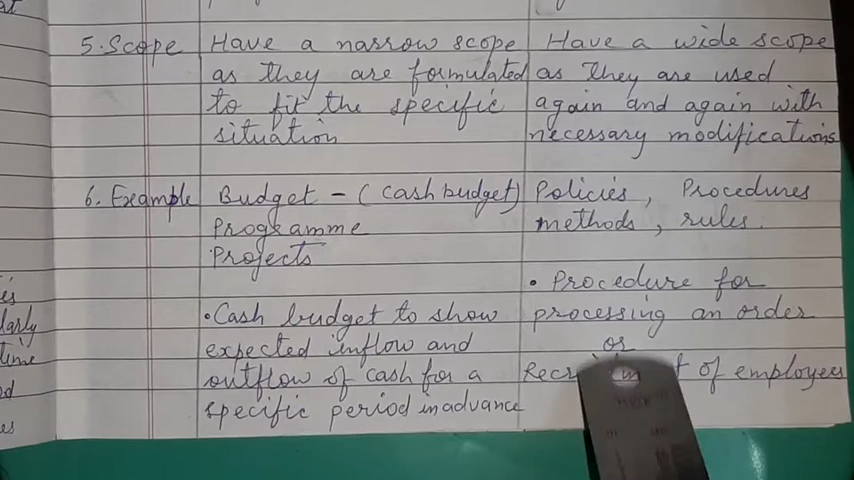 5. Scope
Have a narrow scope
as they are formulated
to fit the specific
situation
Have a wide scope
as they are used
again and again with
necessary modifications
6. Example
Budget - (Cash budget)
Programme
Projects
• Cash budget to show
expected inflow and
outflow of cash for a
specific period in advance
Policies, Procedures
methods, rules.
• Procedure for
processing an order
or
of employees
larly
time